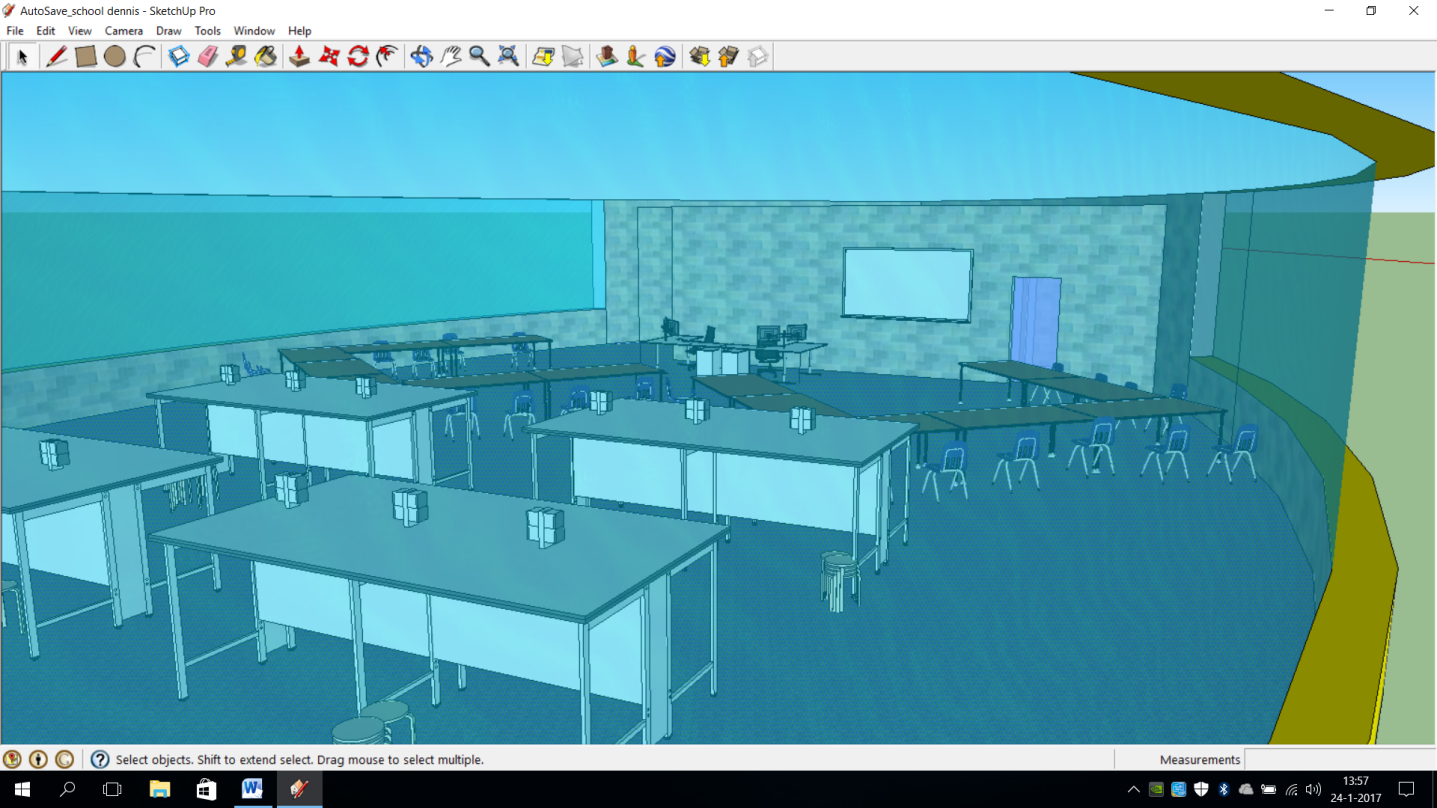 AutoSave_school dennis - SketchUp Pro
File Edit View Camera Draw Tools Window Help
Select objects. Shift to extend select. Drag mouse to select multiple.
Measurements
13:57
24-1-2017